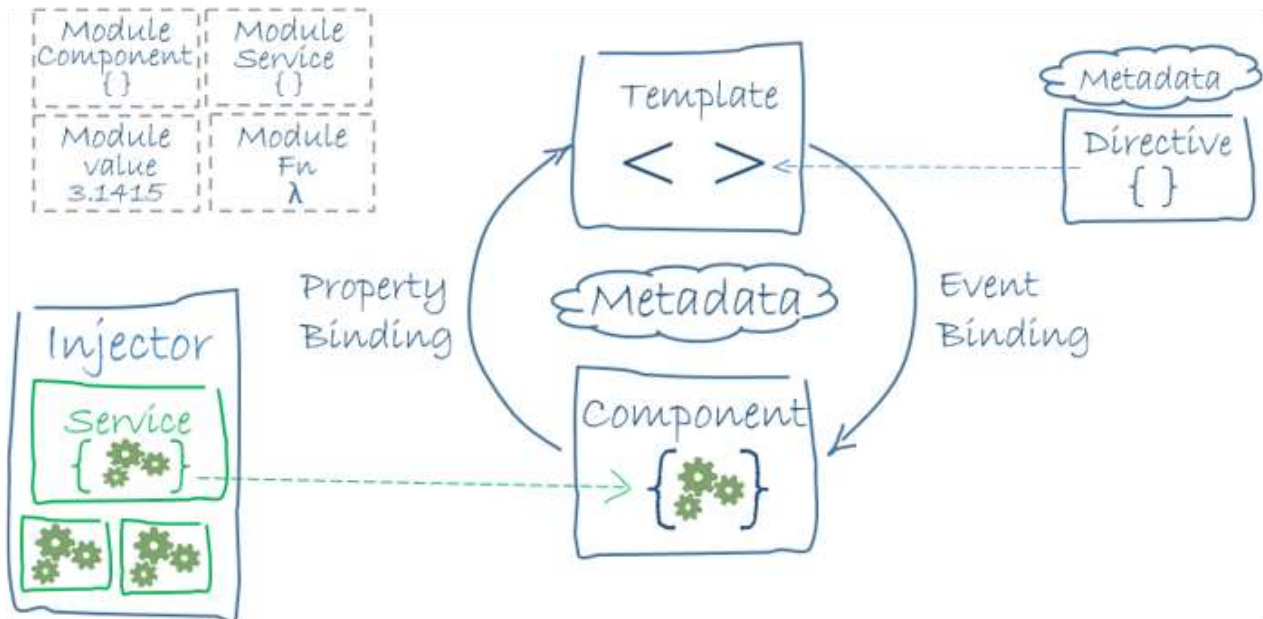 Module
Component
{ }
Module
Service
{ }
Module
value
3.1415
Module
Fn
λ
Template
< >
Metadata
Directive
{ }
Property
Binding
Metadata
Event
Binding
Injector
Service
{ }
Component
{ }